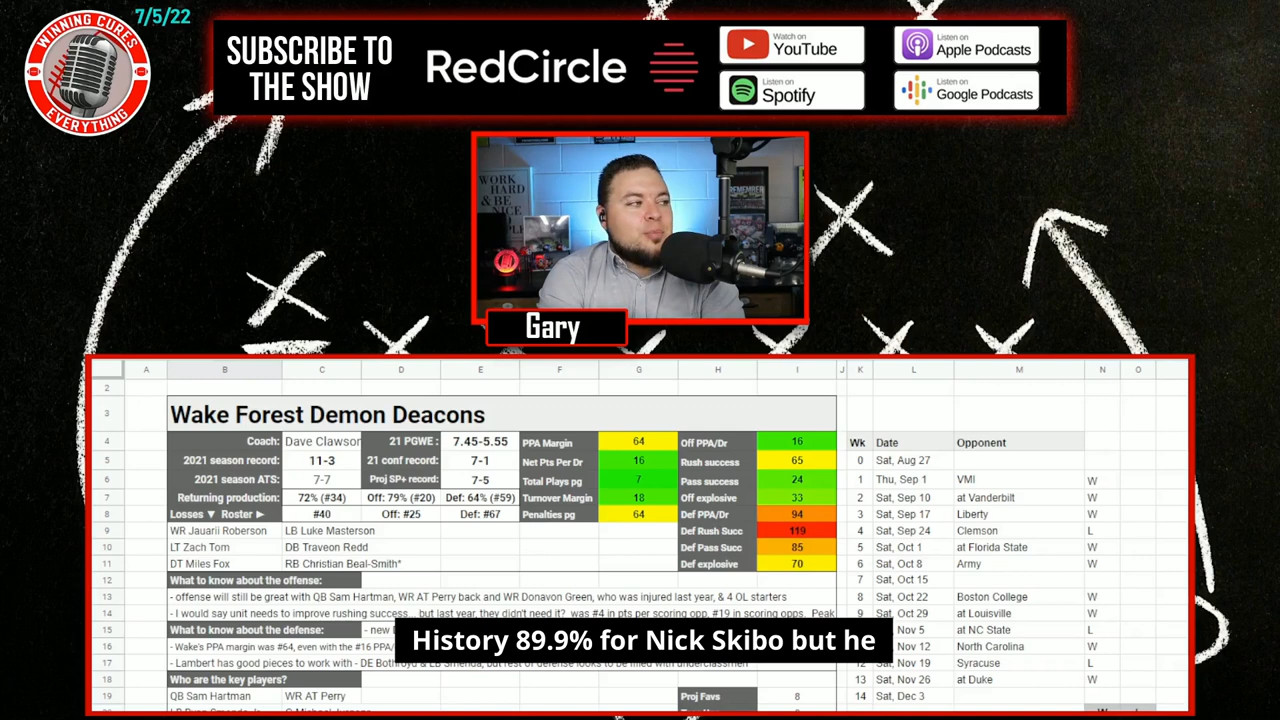 7/5/22
WINNING CURES
EVERYTHING
SUBSCRIBE TO
THE SHOW
RedCircle
Watch on
YouTube
Listen on
Spotify
Listen on
Apple Podcasts
Listen on
Google Podcasts
WORK
HARD
& BE
NICE
REMEMBER
Gary
A B C D E F G H I J K L M N O
2
3 Wake Forest Demon Deacons
4 Coach: Dave Clawson 21 PGWE : 7.45-5.55 PPA Margin 64 Off PPA/Dr 16 Wk Date Opponent
5 2021 season record: 11-3 21 conf record: 7-1 Net Pts Per Dr 16 Rush success 65 0 Sat, Aug 27
6 2021 season ATS: 7-7 Proj SP+ record: 7-5 Total Plays pg 7 Pass success 24 1 Thu, Sep 1 VMI W
7 Returning production: 72% (#34) Off: 79% (#20) Def: 64% (#59) Turnover Margin 18 Off explosive 33 2 Sat, Sep 10 at Vanderbilt W
8 Losses ▼ Roster ► #40 Off: #25 Def: #67 Penalties pg 64 Def PPA/Dr 94 3 Sat, Sep 17 Liberty W
9 WR Jauarii Roberson LB Luke Masterson Def Rush Succ 119 4 Sat, Sep 24 Clemson L
10 LT Zach Tom DB Traveon Redd Def Pass Succ 85 5 Sat, Oct 1 at Florida State W
11 DT Miles Fox RB Christian Beal-Smith* Def explosive 70 6 Sat, Oct 8 Army W
12 What to know about the offense: 7 Sat, Oct 15
13 - offense will still be great with QB Sam Hartman, WR AT Perry back and WR Donavon Green, who was injured last year, & 4 OL starters 8 Sat, Oct 22 Boston College W
14 - I would say unit needs to improve rushing success... but last year, they didn't need it? was #4 in pts per scoring opp, #19 in scoring opps. Peak 9 Sat, Oct 29 at Louisville W
15 What to know about the defense: - new Nov 5 at NC State L
16 - Wake's PPA margin was #64, even with the #16 PPA/ Nov 12 North Carolina W
17 - Lambert has good pieces to work with - DE & LB 12 Sat, Nov 19 Syracuse L
18 Who are the key players? 13 Sat, Nov 26 at Duke W
19 QB Sam Hartman WR AT Perry Proj Favs 8 14 Sat, Dec 3
History 89.9% for Nick Skibo but he